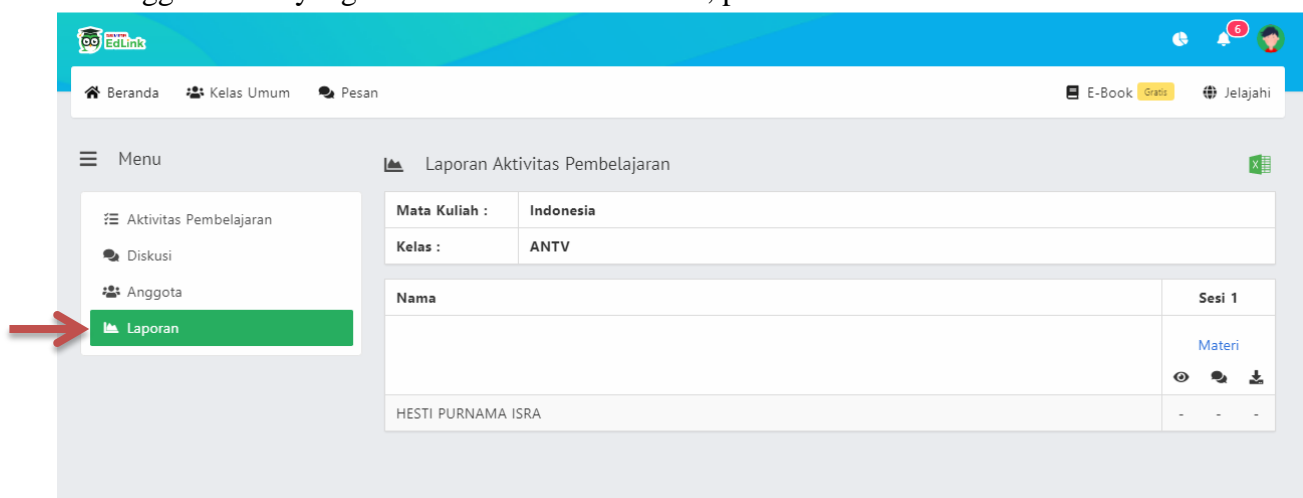 EdLink
6
Beranda Kelas Umum Pesan E-Book Gratis Jelajahi
Menu
Aktivitas Pembelajaran
Diskusi
Anggota
Laporan
Laporan Aktivitas Pembelajaran
Mata Kuliah : Indonesia
Kelas : ANTV
Nama Sesi 1
Materi
HESTI PURNAMA ISRA - - -